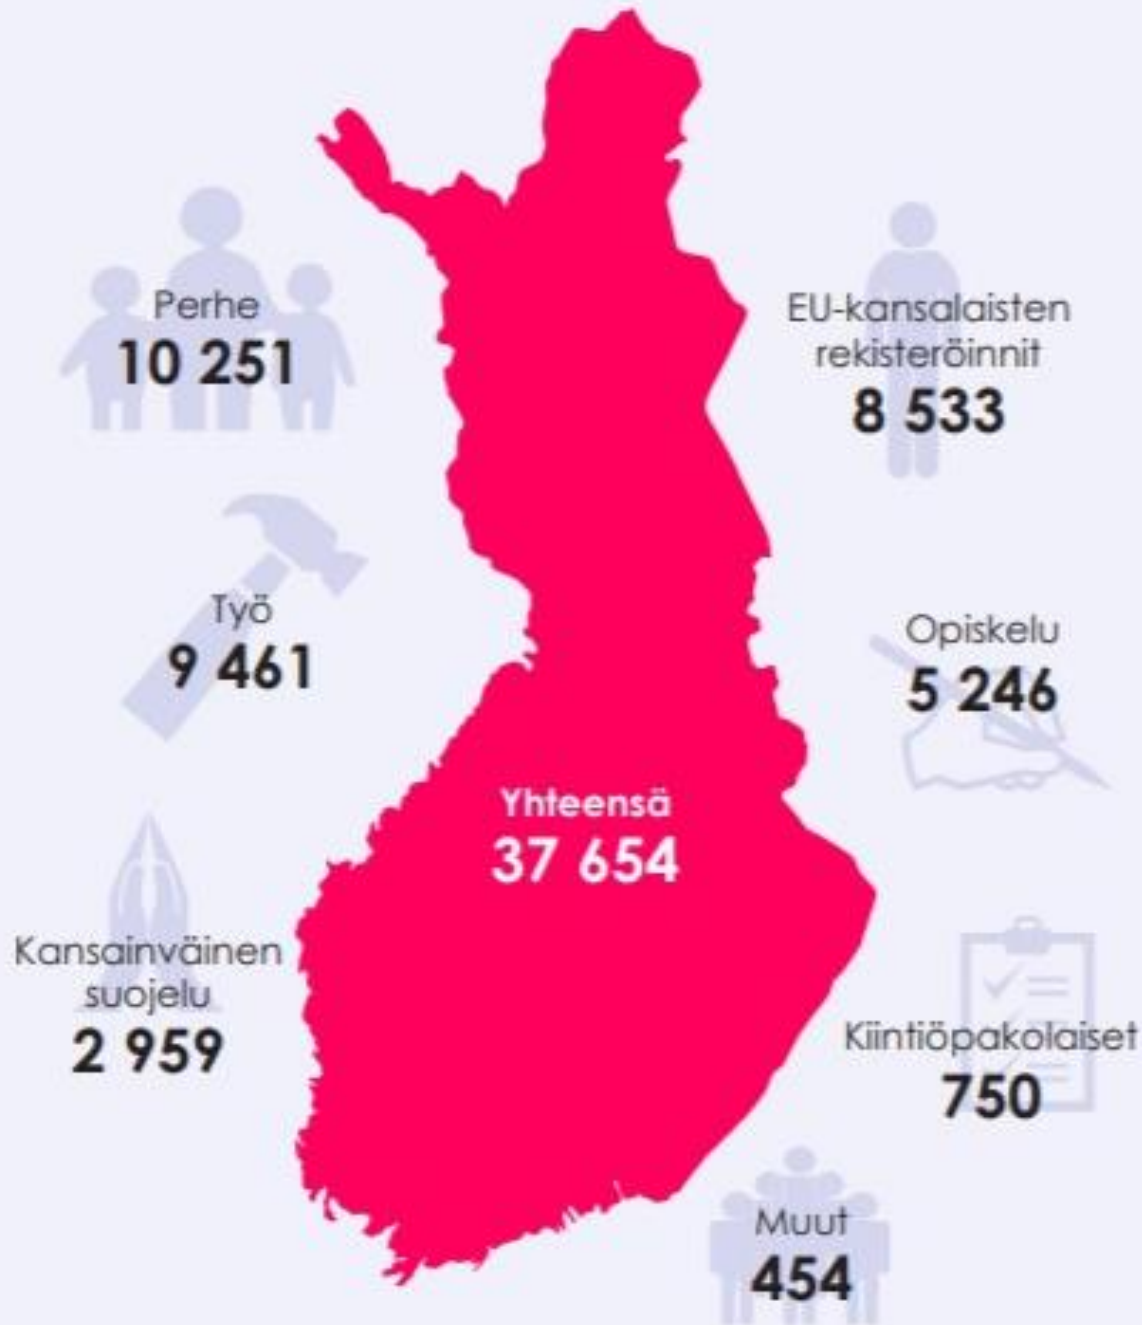 Perhe
10 251
EU-kansalaisten
rekisteröinnit
8 533
Työ
9 461
Opiskelu
5 246
Yhteensä
37 654
Kansainväinen
suojelu
2 959
Kiintiöpakolaiset
750
Muut
454